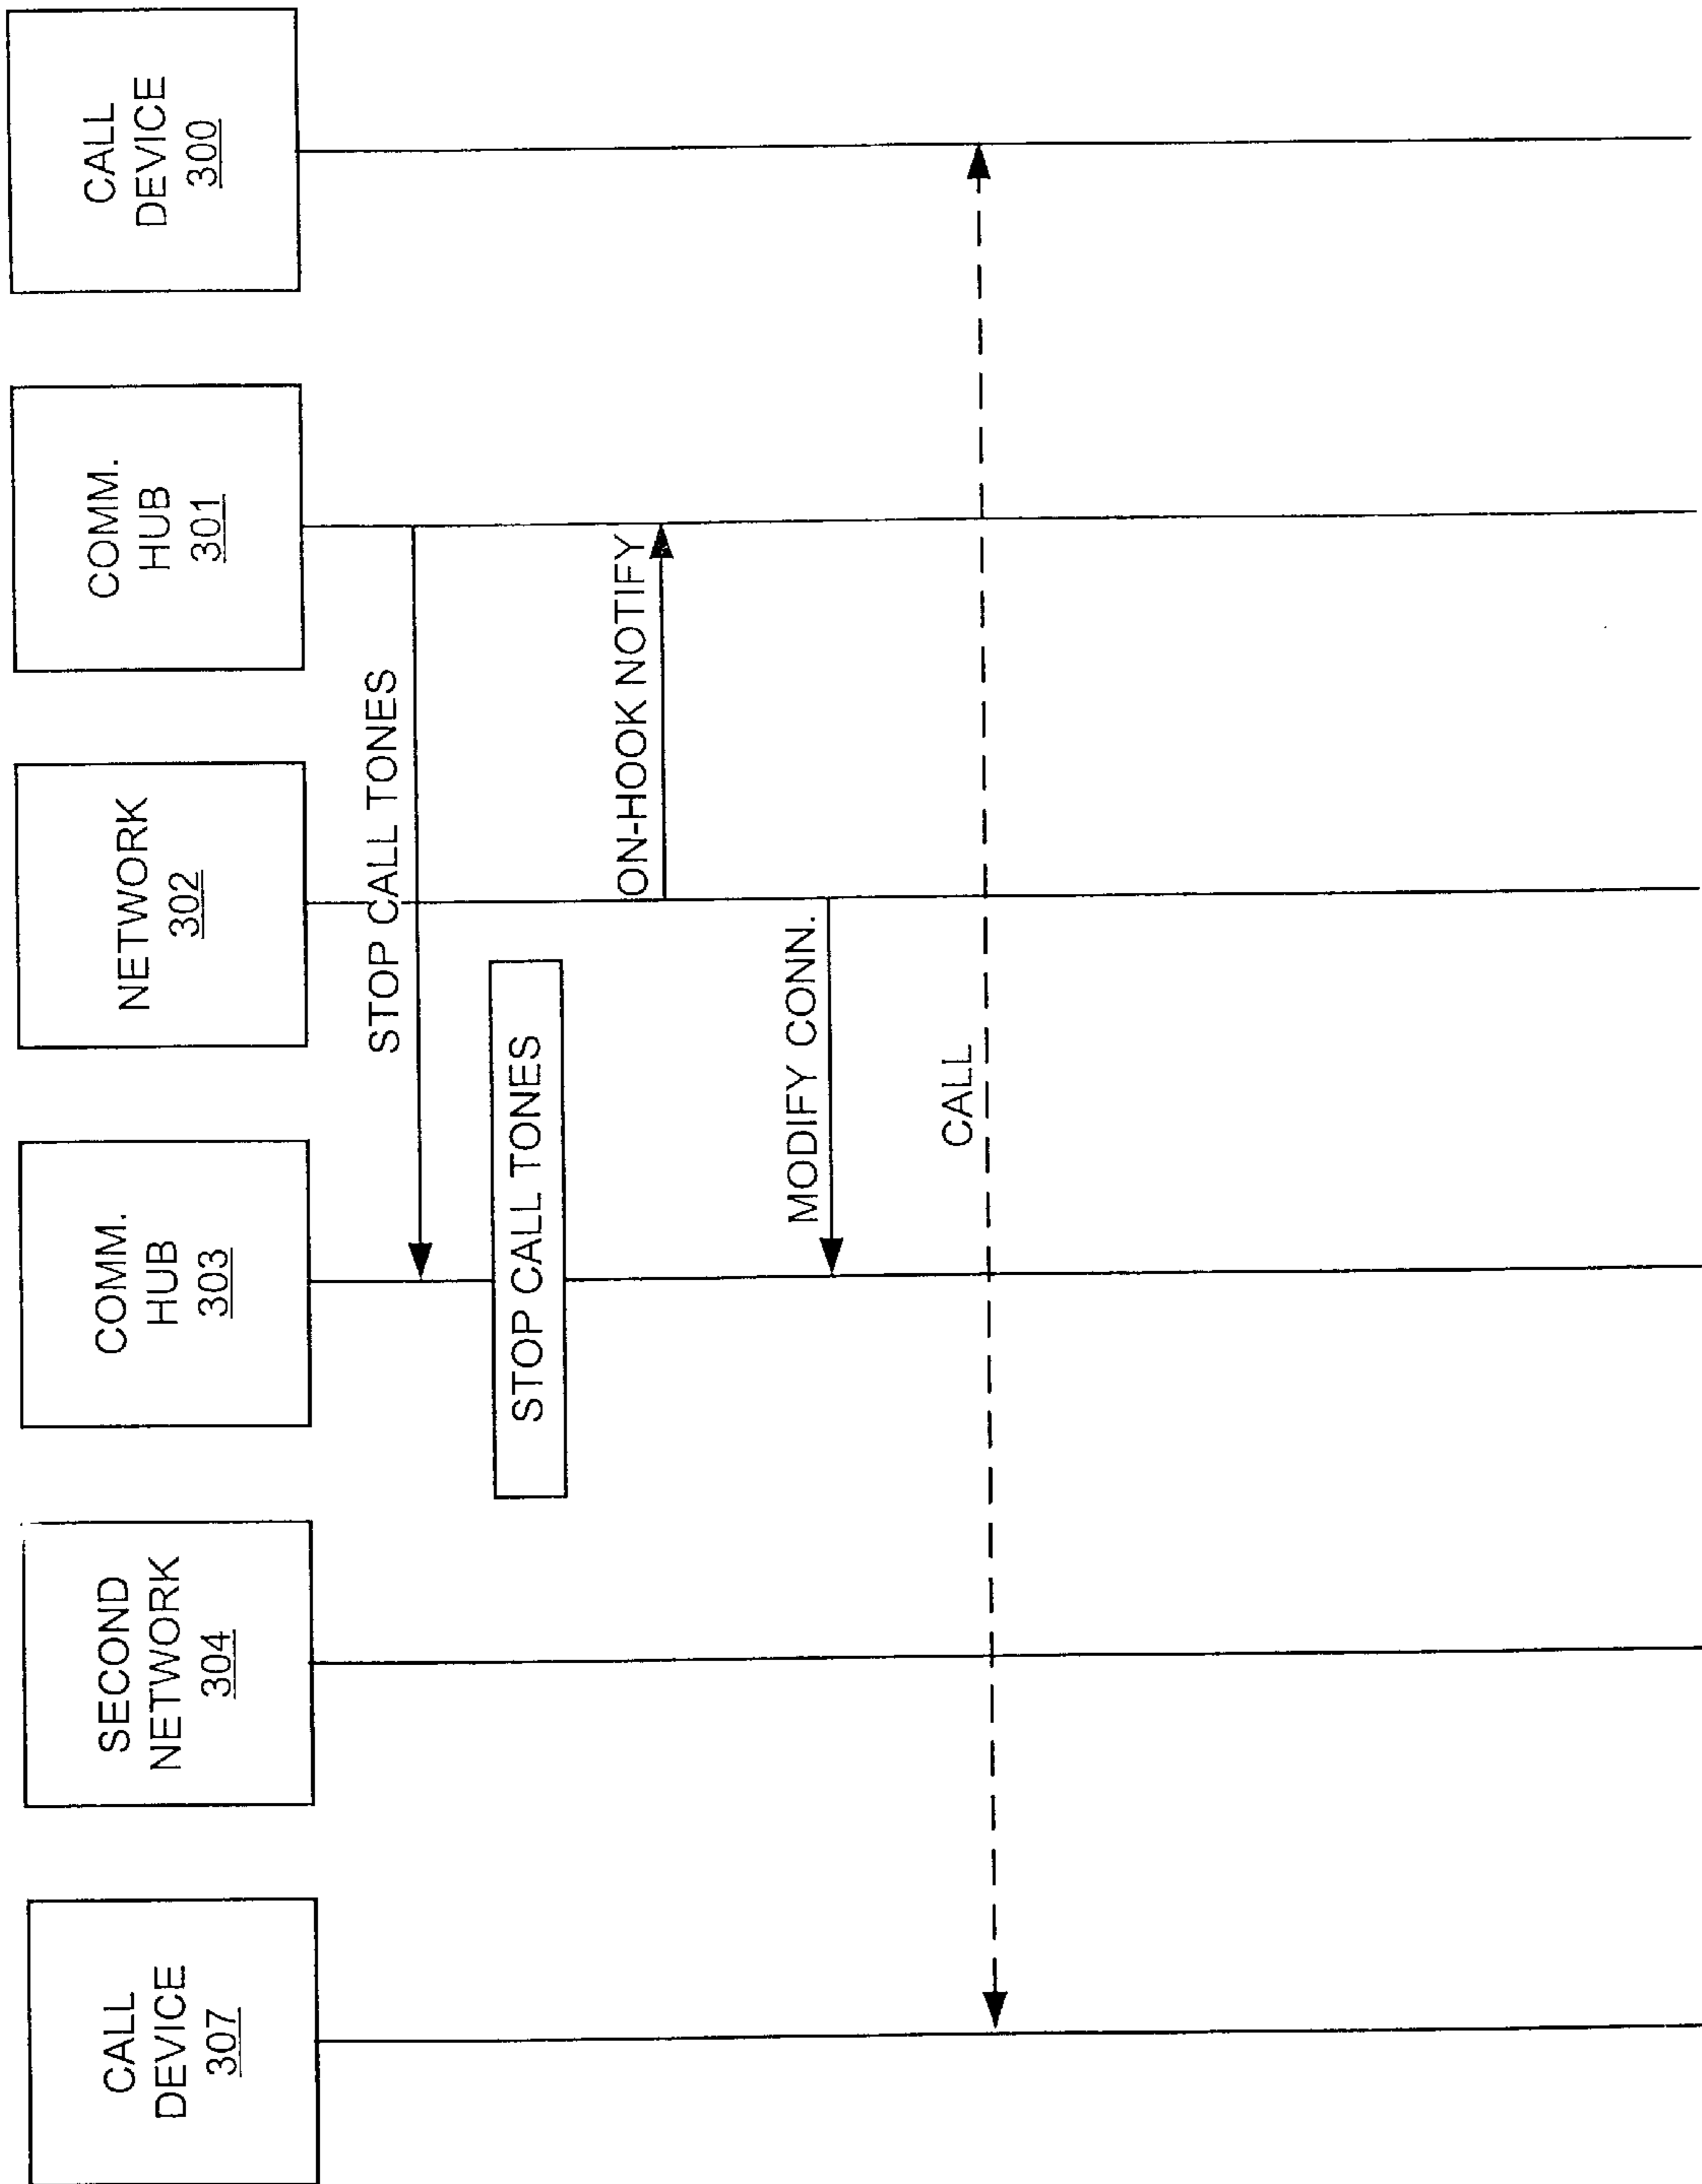 CALL
DEVICE
307
SECOND
NETWORK
304
COMM.
HUB
303
NETWORK
302
COMM.
HUB
301
CALL
DEVICE
300
STOP CALL TONES
STOP CALL TONES
ON-HOOK NOTIFY
MODIFY CONN.
CALL